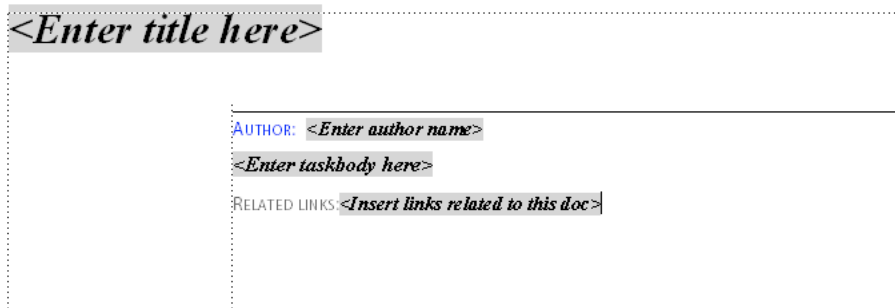 <Enter title here>
AUTHOR: <Enter author name>
<Enter taskbody here>
RELATED LINKS:<Insert links related to this doc>